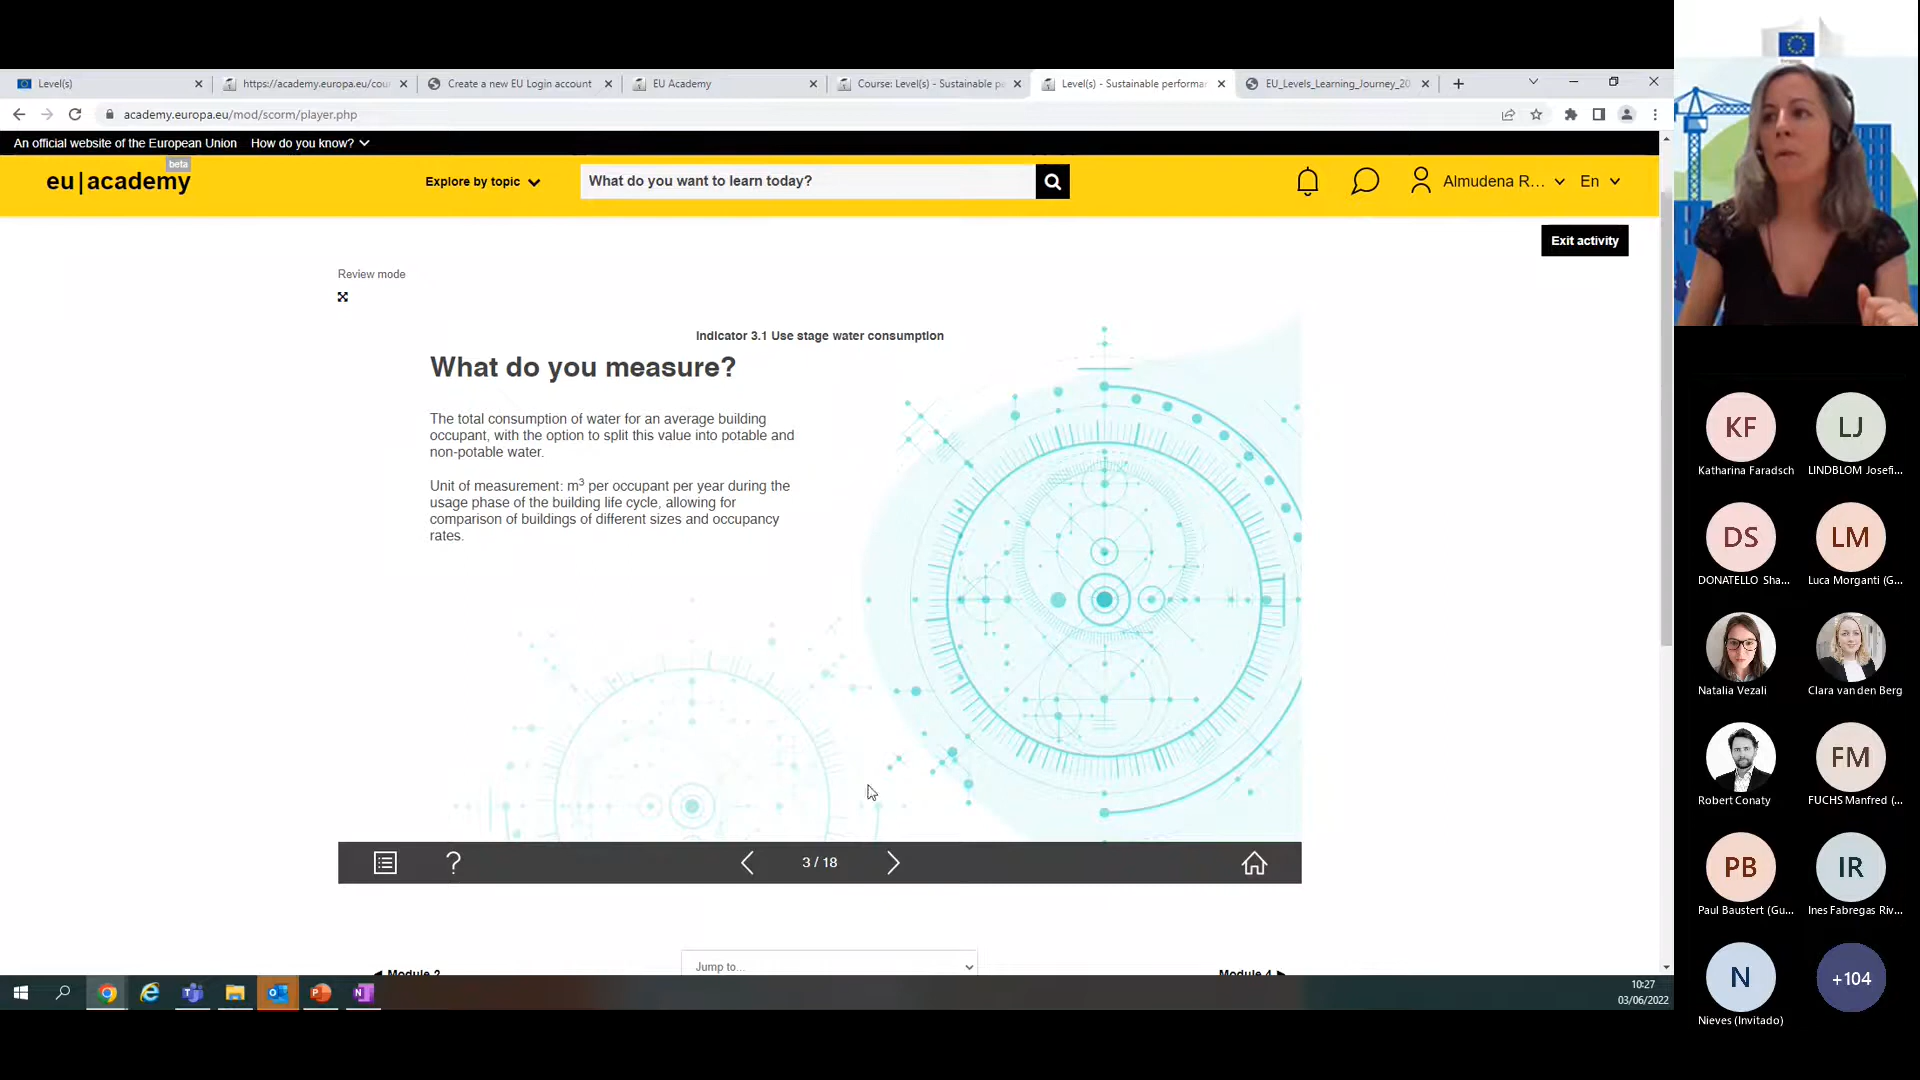 Level(s)
https://academy.europa.eu/cour
Create a new EU Login account
EU Academy
Course: Level(s) - Sustainable pe
Level(s) - Sustainable performan
EU_Levels_Learning_Journey_20
academy.europa.eu/mod/scorm/player.php
An official website of the European Union How do you know?
beta
eu|academy
Explore by topic
What do you want to learn today?
Almudena R...
En
Exit activity
Review mode
Indicator 3.1 Use stage water consumption
What do you measure?
The total consumption of water for an average building
occupant, with the option to split this value into potable and
non-potable water.
Unit of measurement: m³ per occupant per year during the
usage phase of the building life cycle, allowing for
comparison of buildings of different sizes and occupancy
rates.
?
3 / 18
Jump to...
Module 2
Module 4
10:27
03/06/2022
KF
LJ
Katharina Faradsch
LINDBLOM Josefi...
DS
LM
DONATELLO Sha...
Luca Morganti (G...
Natalia Vezali
Clara van den Berg
Robert Conaty
FM
FUCHS Manfred (...
PB
IR
Paul Baustert (Gu...
Ines Fabregas Riv...
N
+104
Nieves (Invitado)